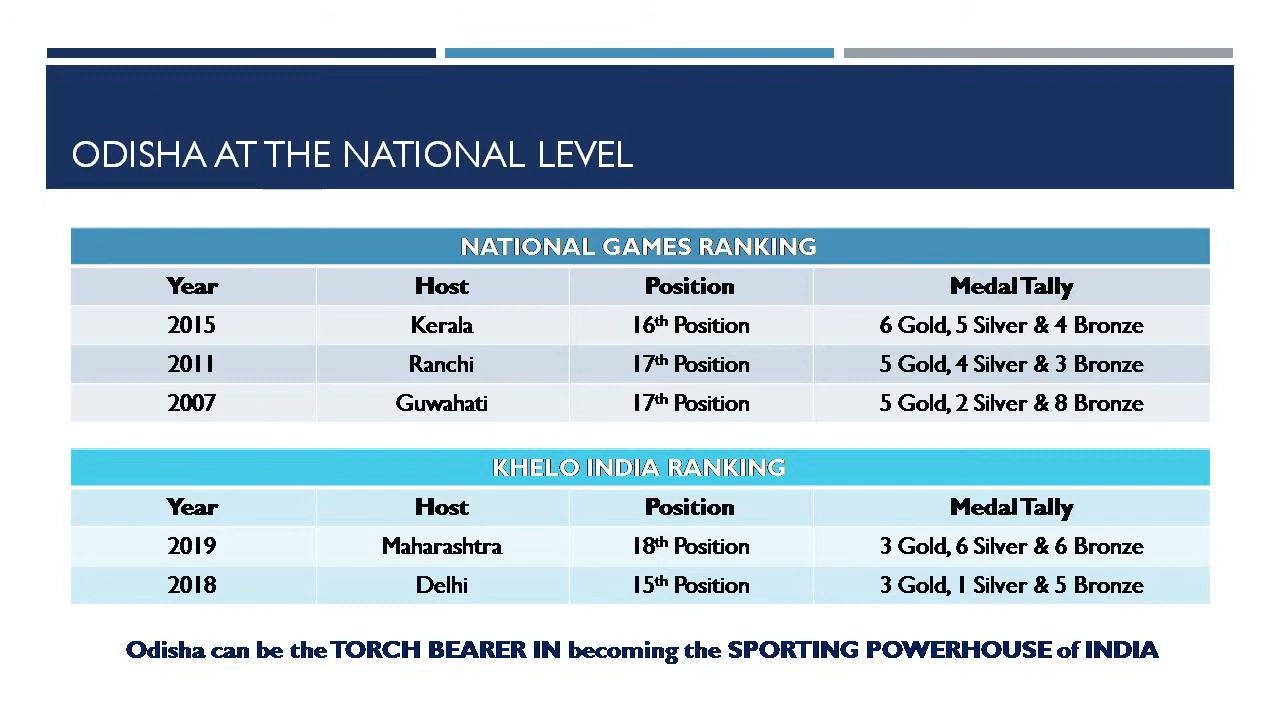 ODISHA AT THE NATIONAL LEVEL
NATIONAL GAMES RANKING
Year Host Position Medal Tally
2015 Kerala 16th Position 6 Gold, 5 Silver & 4 Bronze
2011 Ranchi 17th Position 5 Gold, 4 Silver & 3 Bronze
2007 Guwahati 17th Position 5 Gold, 2 Silver & 8 Bronze
KHELO INDIA RANKING
Year Host Position Medal Tally
2019 Maharashtra 18th Position 3 Gold, 6 Silver & 6 Bronze
2018 Delhi 15th Position 3 Gold, 1 Silver & 5 Bronze
Odisha can be the TORCH BEARER IN becoming the SPORTING POWERHOUSE of INDIA